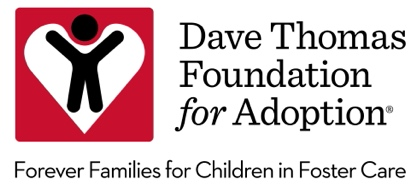 Dave Thomas
Foundation
for Adoption®
Forever Families for Children in Foster Care